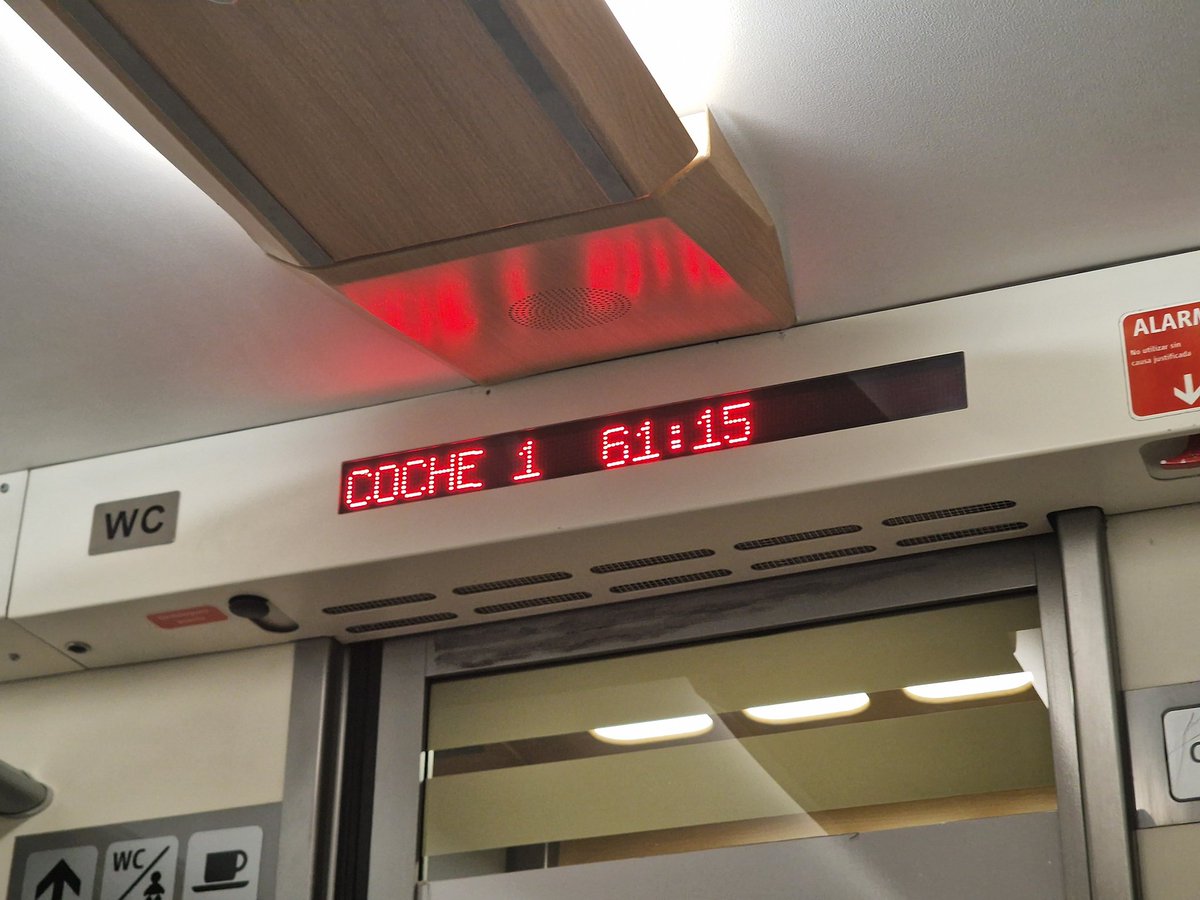 ALARM
No utilizar sin
causa justificada
COCHE 1 61:15
WC
WC